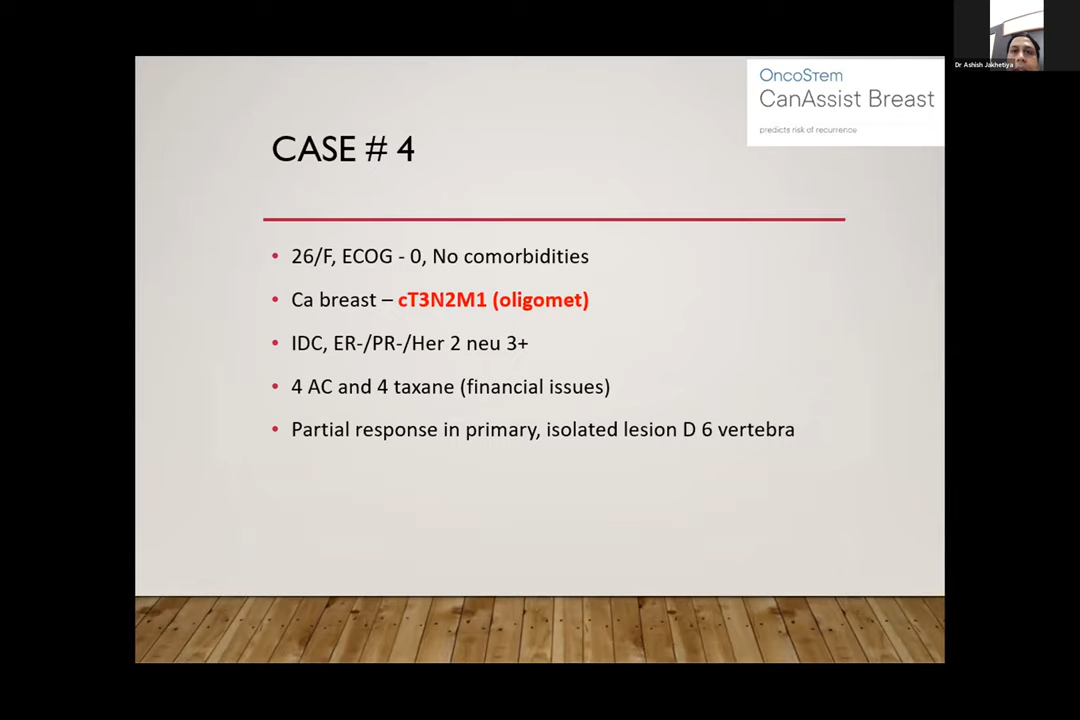 Dr Ashish Jakhetiya
OncoStem
CanAssist Breast
predicts risk of recurrence
CASE # 4
• 26/F, ECOG - 0, No comorbidities
• Ca breast – cT3N2M1 (oligomet)
• IDC, ER-/PR-/Her 2 neu 3+
• 4 AC and 4 taxane (financial issues)
• Partial response in primary, isolated lesion D 6 vertebra